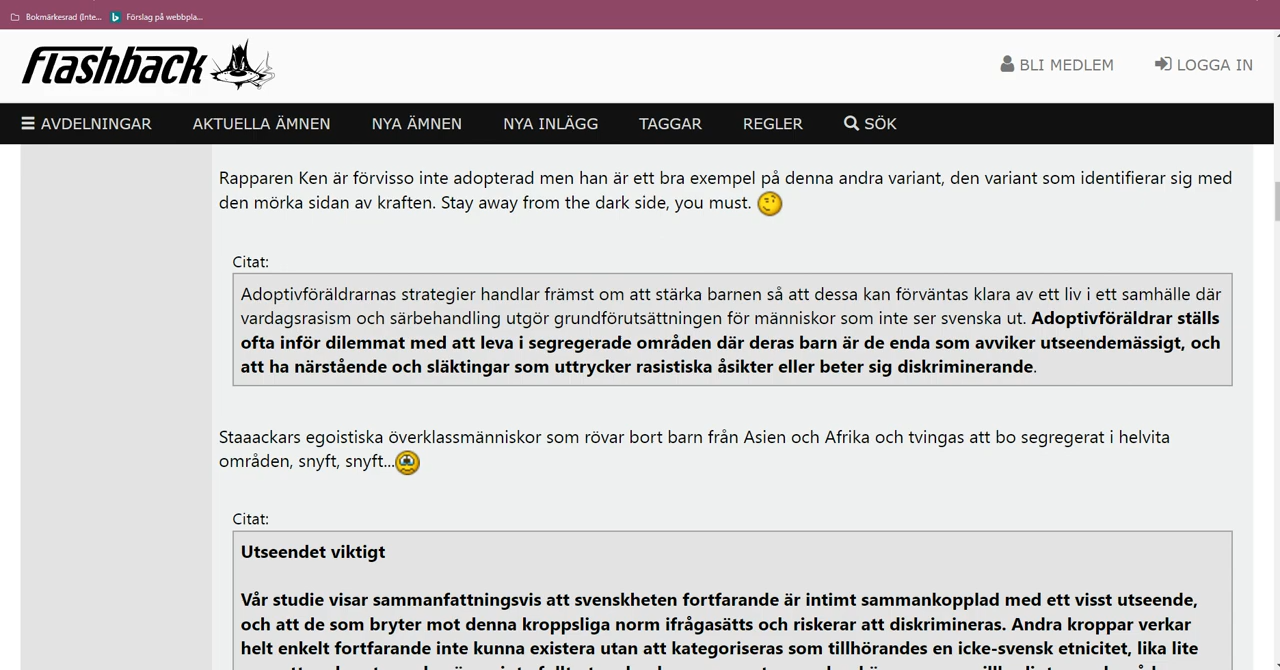 Bokmärkesrad (Inte...
Förslag på webbpla...
flashback
BLI MEDLEM
LOGGA IN
AVDELNINGAR
AKTUELLA ÄMNEN
NYA ÄMNEN
NYA INLÄGG
TAGGAR
REGLER
SÖK
Rapparen Ken är förvisso inte adopterad men han är ett bra exempel på denna andra variant, den variant som identifierar sig med
den mörka sidan av kraften. Stay away from the dark side, you must.
Citat:
Adoptivföräldrarnas strategier handlar främst om att stärka barnen så att dessa kan förväntas klara av ett liv i ett samhälle där
vardagsrasism och särbehandling utgör grundförutsättningen för människor som inte ser svenska ut. Adoptivföräldrar ställs
ofta inför dilemmat med att leva i segregerade områden där deras barn är de enda som avviker utseendemässigt, och
att ha närstående och släktingar som uttrycker rasistiska åsikter eller beter sig diskriminerande.
Staaackars egoistiska överklassmänniskor som rövar bort barn från Asien och Afrika och tvingas att bo segregerat i helvita
områden, snyft, snyft...
Citat:
Utseendet viktigt
Vår studie visar sammanfattningsvis att svenskheten fortfarande är intimt sammankopplad med ett visst utseende,
och att de som bryter mot denna kroppsliga norm ifrågasätts och riskerar att diskrimineras. Andra kroppar verkar
helt enkelt fortfarande inte kunna existera utan att kategoriseras som tillhörandes en icke-svensk etnicitet, lika lite